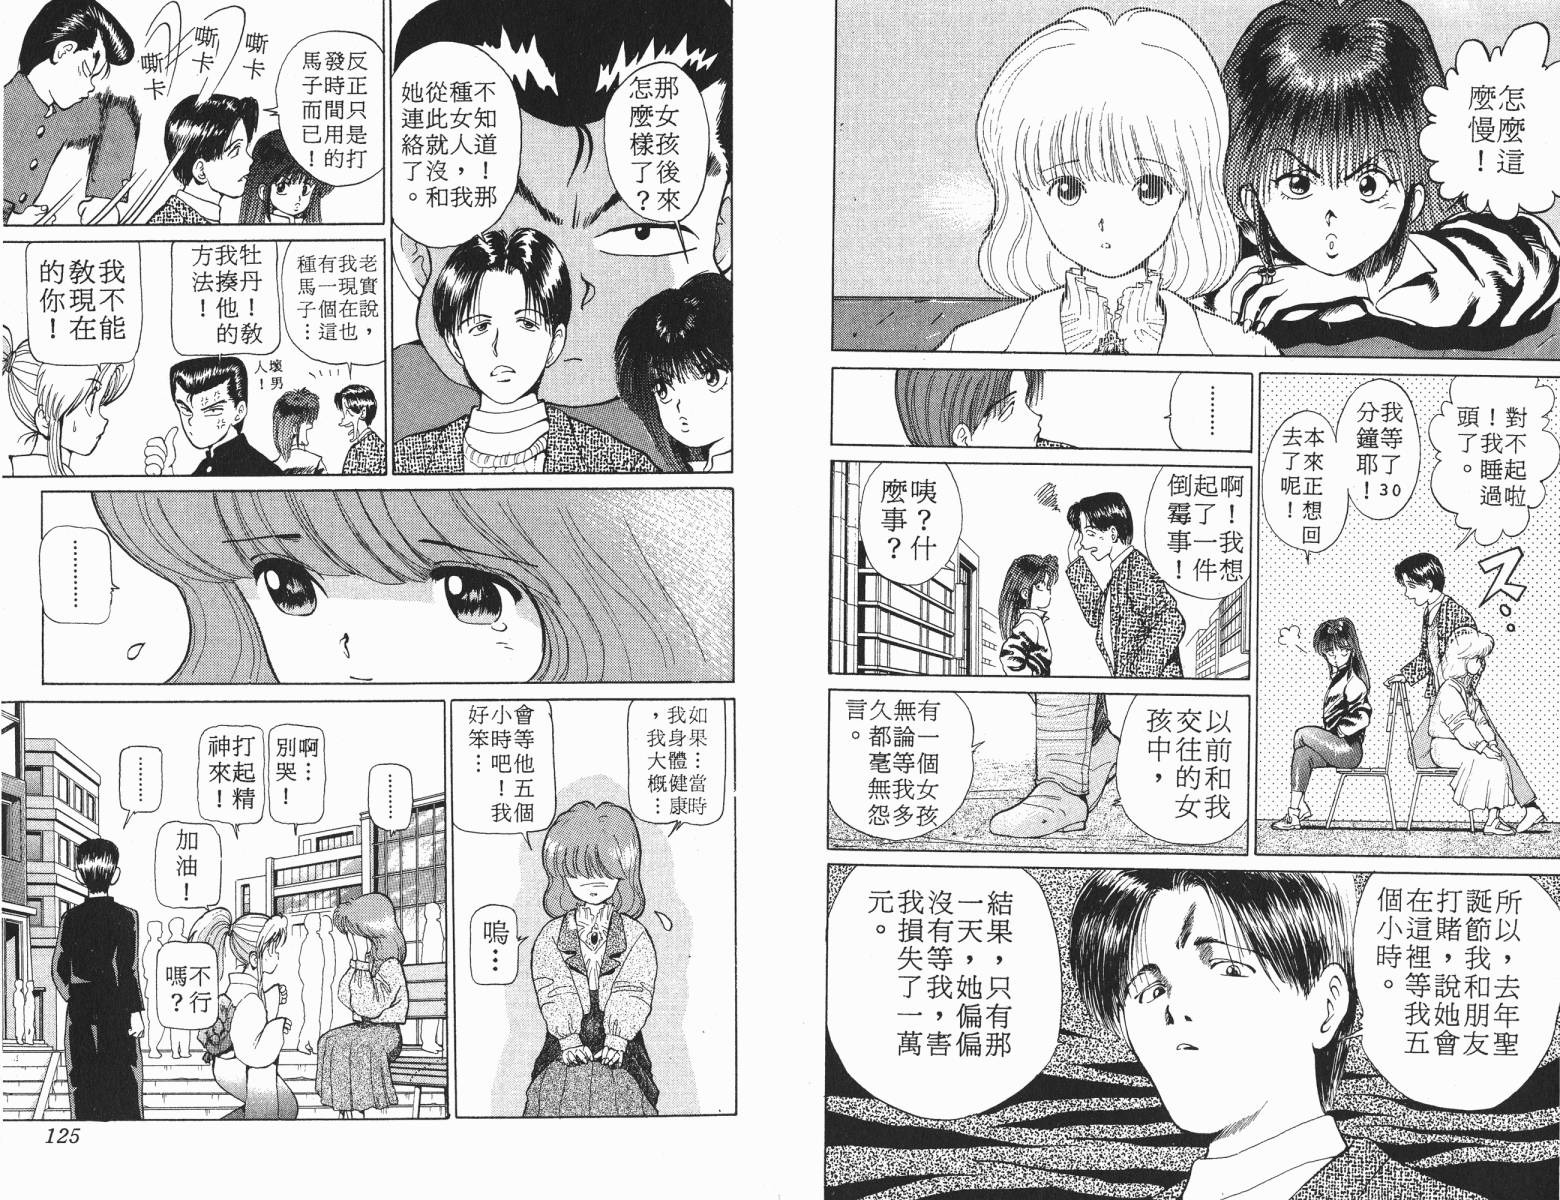 怎麼這
麼慢！
對不起啦
！我睡過
頭了。
我等了30
分鐘耶！
本來正想回
去了呢！
ス
………
啊！我想
起了一件
倒霉事！
咦？什
麼事？
以前和我
交往的女
孩中，
有一個女孩
無論等我多
久都毫無怨
言。
所以，去年聖
誕節我和朋友
打賭，說她會
在這裡等我五
個小時。
結果，只有那
一天，她偏偏
沒有等我，害
我損失了一萬
元。
那女孩後來
怎麼樣了？
不知道！那
種女人，我
從此就沒和
她連絡了。
反正只是打
發時間用的
馬子而已！
嘶卡
嘶卡
嘶卡
老實說，
我現在也
有一個這
種馬子…
壞男
人！
牡丹！教
我揍他的
方法！
我不能
教現在
的你！
………
如果…當時
我身體健康
，我大概…
會等他五個
小時吧！我
好笨…
嗚…
………
啊…
別哭！
打起精
神來！
………
加油！
不行
嗎？
125